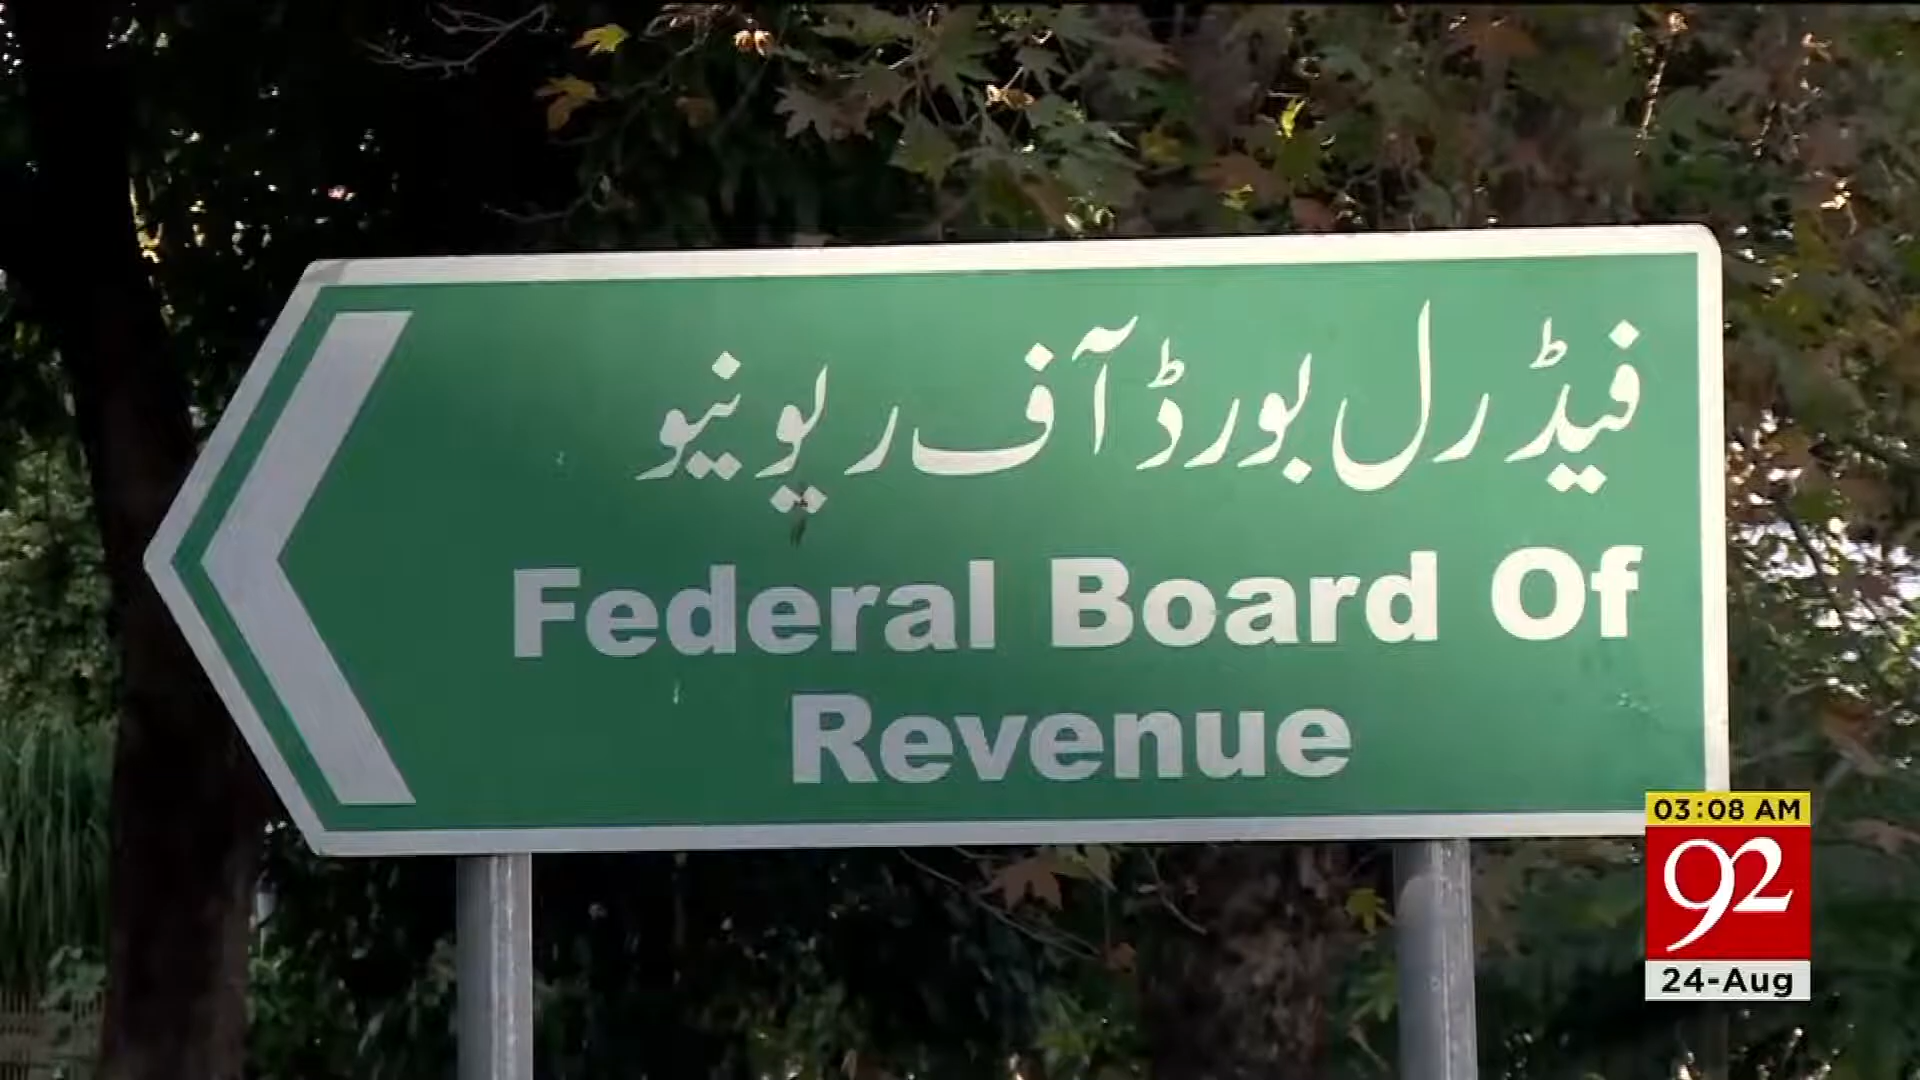 فیڈرل بورڈ آف ریونیو
Federal Board Of
Revenue
03:08 AM
92
24-Aug